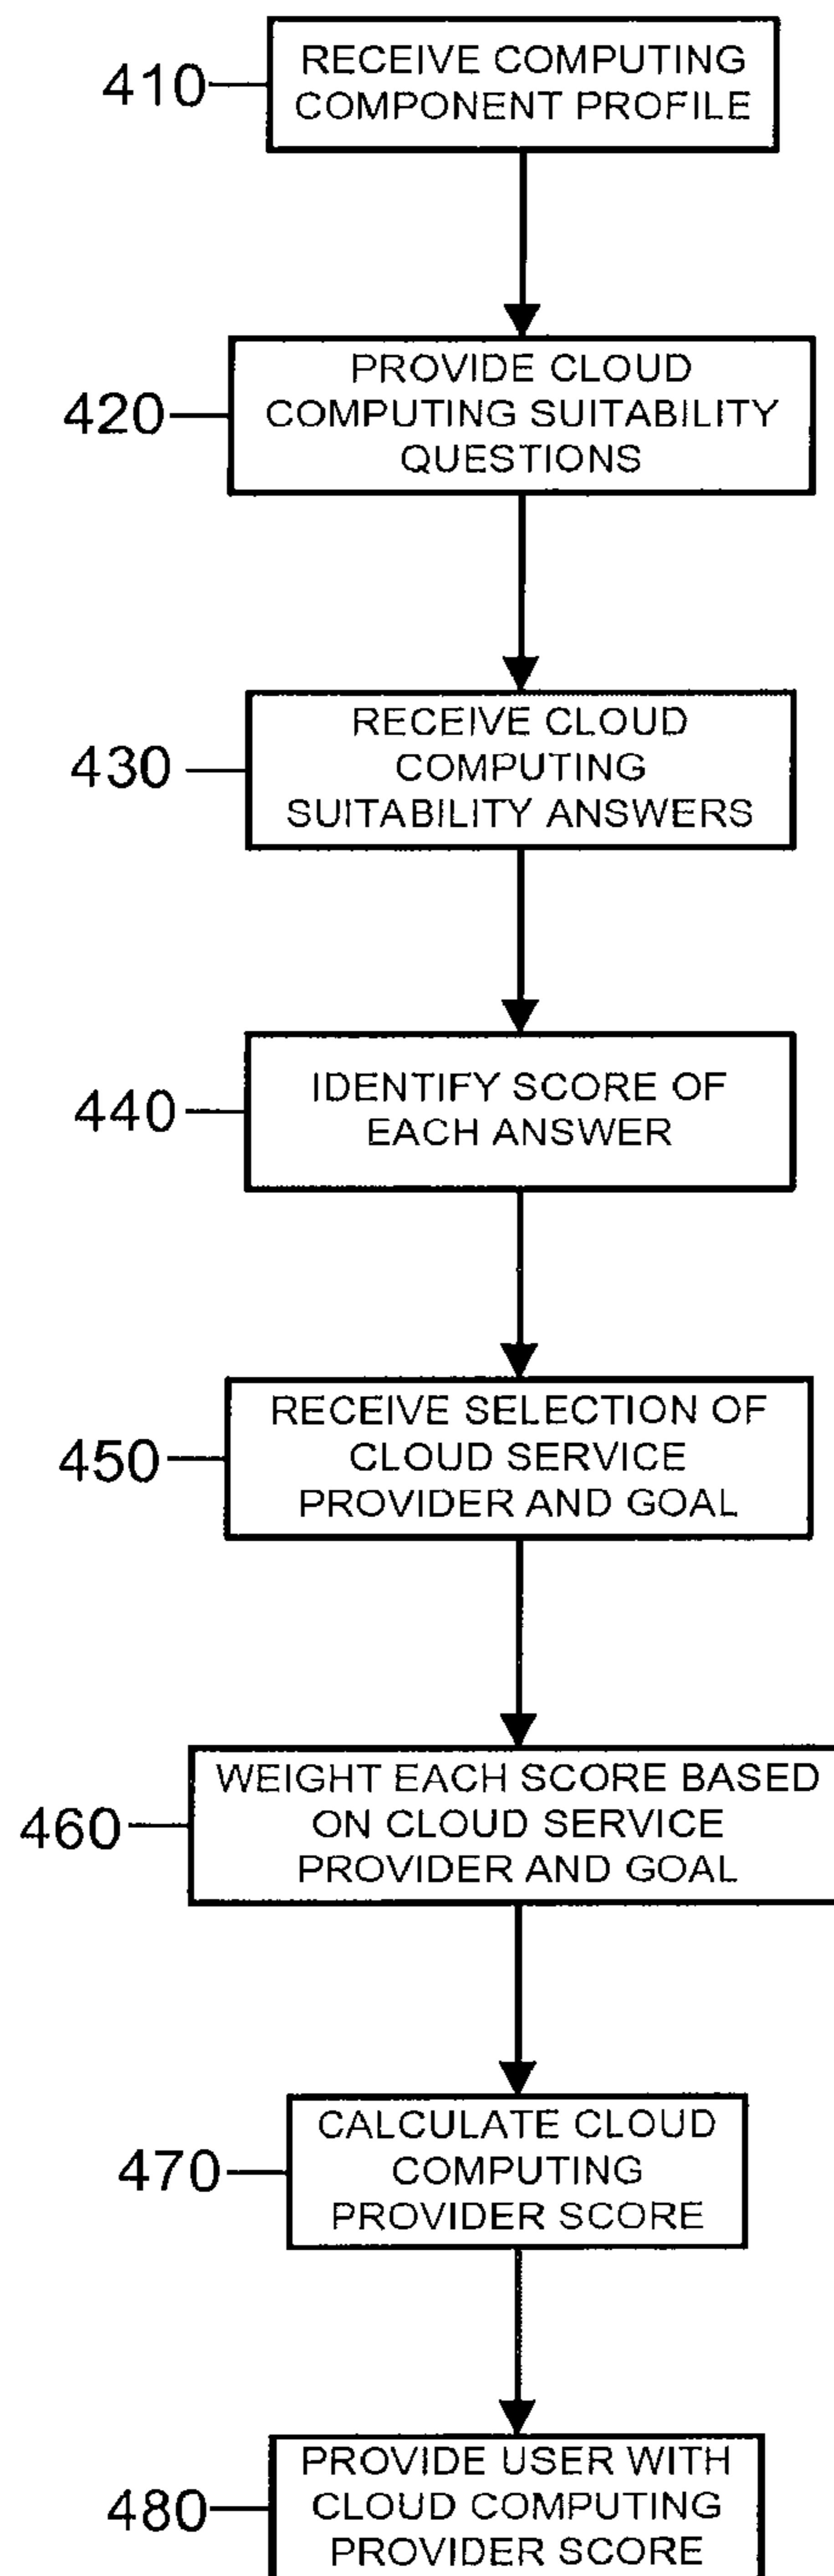 410
RECEIVE COMPUTING
COMPONENT PROFILE
420
PROVIDE CLOUD
COMPUTING SUITABILITY
QUESTIONS
430
RECEIVE CLOUD
COMPUTING
SUITABILITY ANSWERS
440
IDENTIFY SCORE OF
EACH ANSWER
450
RECEIVE SELECTION OF
CLOUD SERVICE
PROVIDER AND GOAL
460
WEIGHT EACH SCORE BASED
ON CLOUD SERVICE
PROVIDER AND GOAL
470
CALCULATE CLOUD
COMPUTING
PROVIDER SCORE
480
PROVIDE USER WITH
CLOUD COMPUTING
PROVIDER SCORE